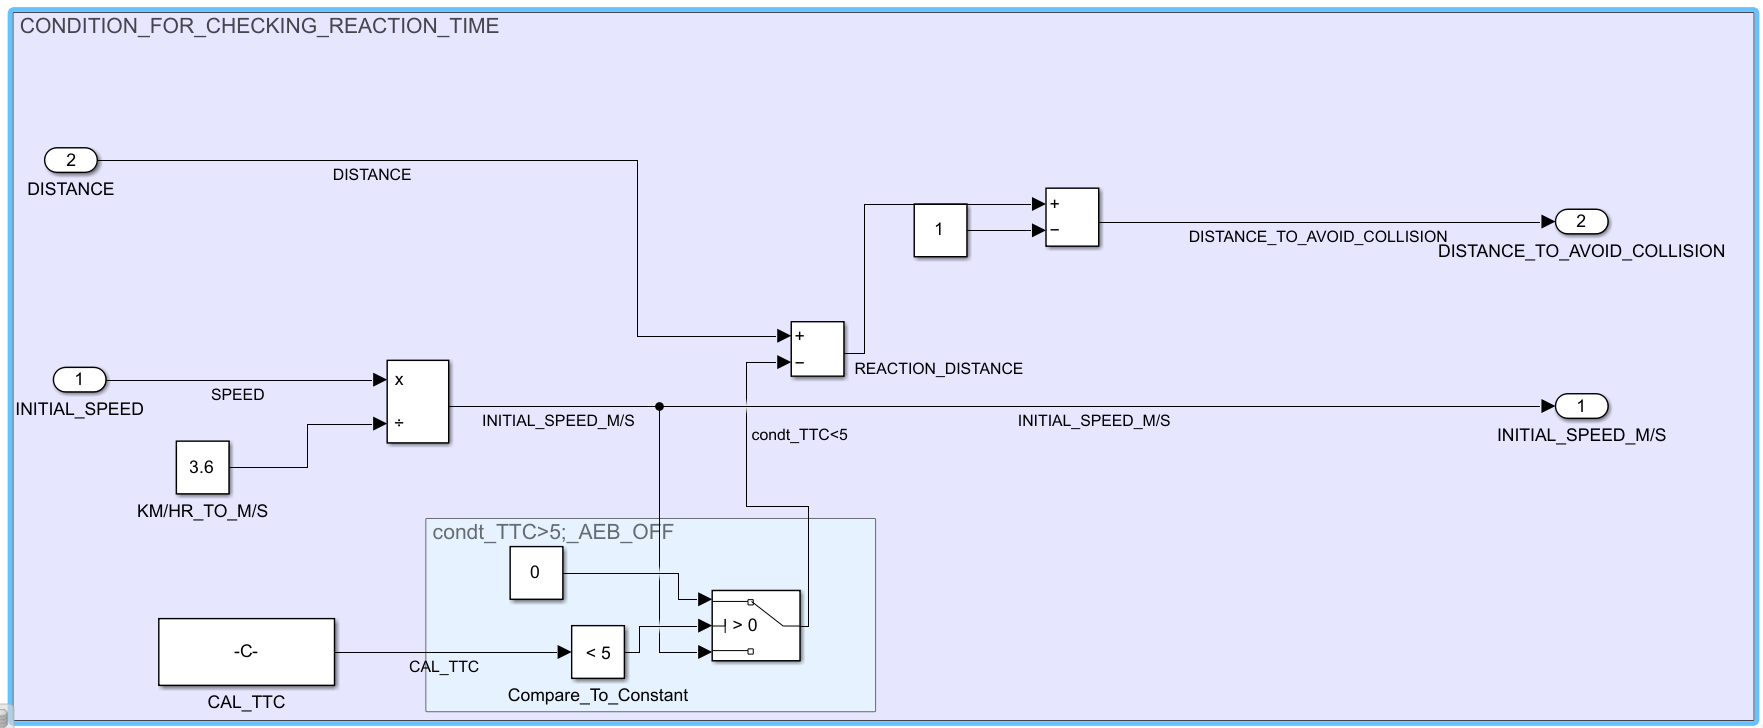 CONDITION_FOR_CHECKING_REACTION_TIME
2
DISTANCE
DISTANCE
+
−
1
DISTANCE_TO_AVOID_COLLISION
2
DISTANCE_TO_AVOID_COLLISION
+
−
REACTION_DISTANCE
1
INITIAL_SPEED
SPEED
x
÷
INITIAL_SPEED_M/S
INITIAL_SPEED_M/S
1
INITIAL_SPEED_M/S
condt_TTC<5
3.6
KM/HR_TO_M/S
condt_TTC>5;_AEB_OFF
0
> 0
-C-
CAL_TTC
CAL_TTC
< 5
Compare_To_Constant